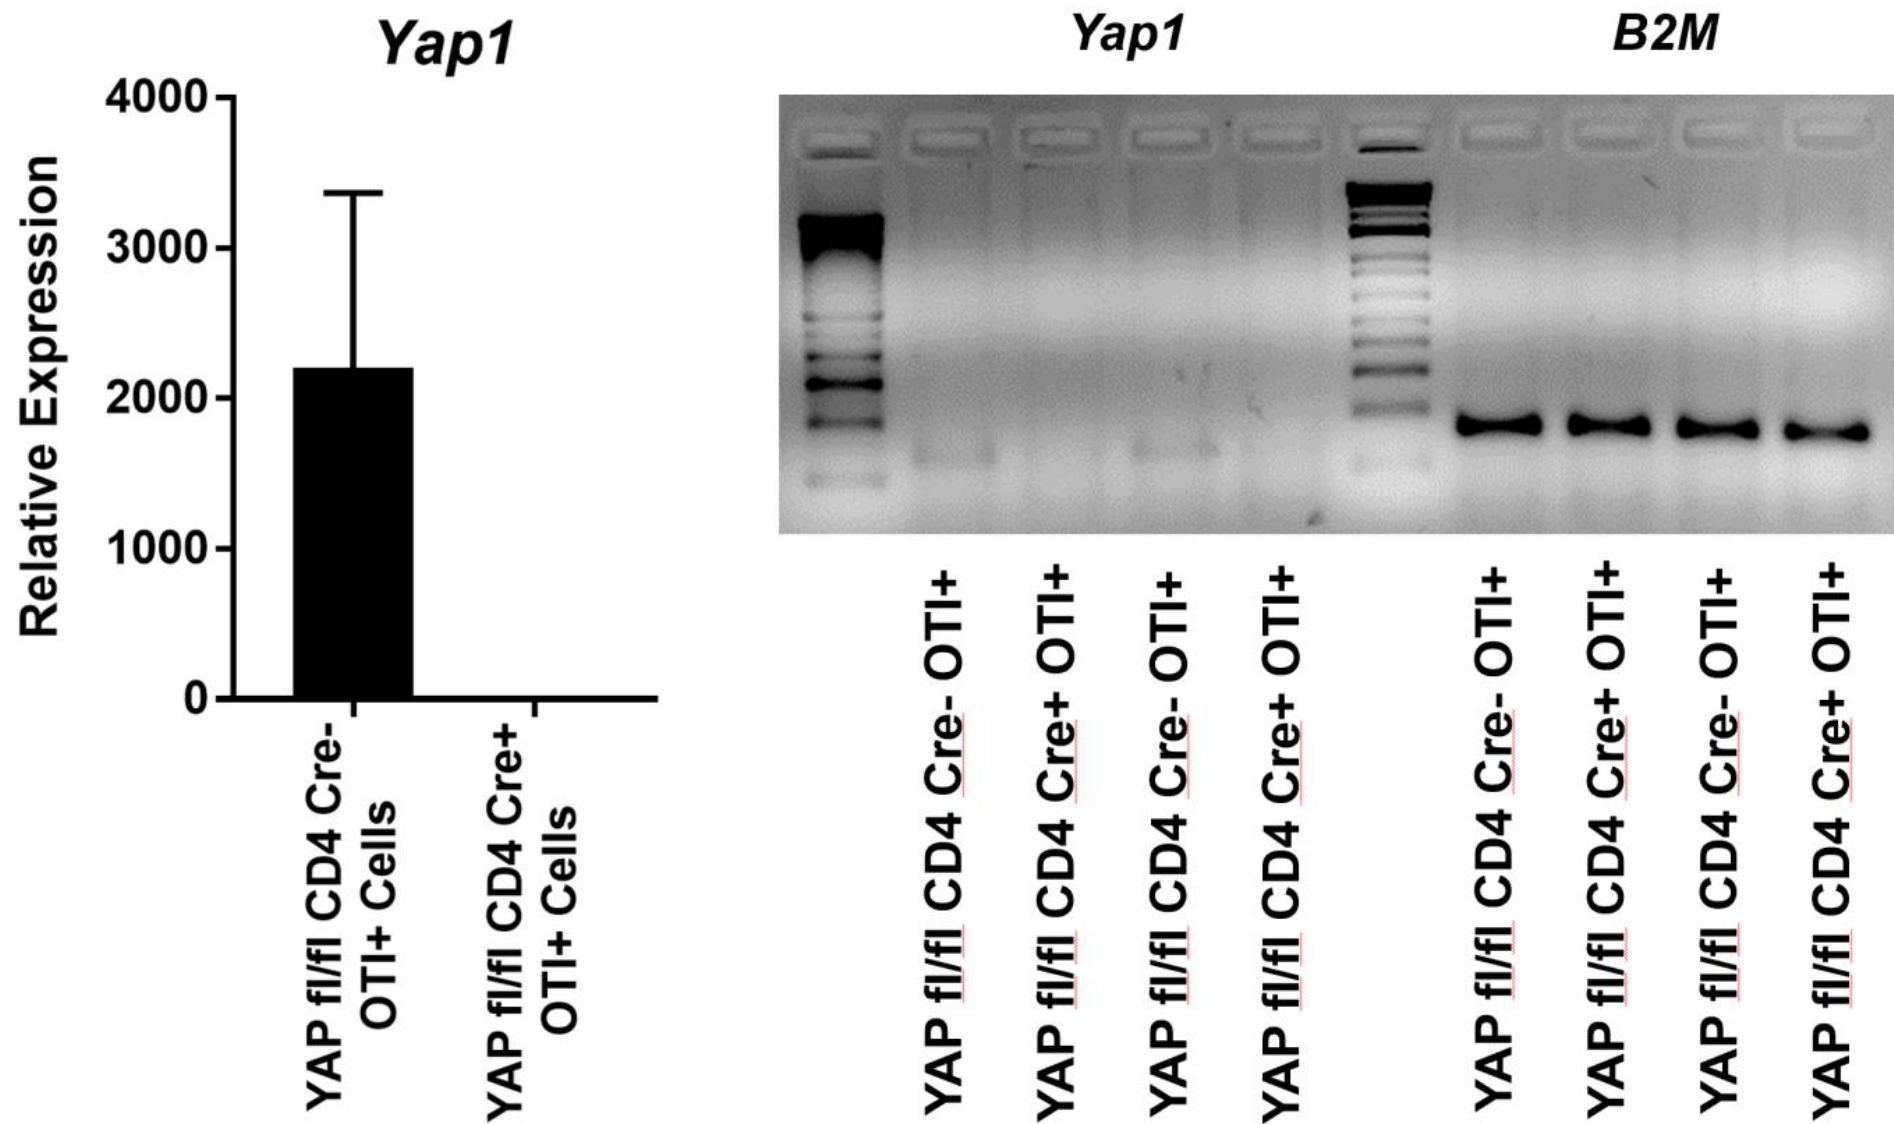 Yap1
4000
3000
2000
1000
0
Relative Expression
YAP fl/fl CD4 Cre-
OTI+ Cells
YAP fl/fl CD4 Cre+
OTI+ Cells
Yap1
B2M
YAP fl/fl CD4 Cre- OTI+
YAP fl/fl CD4 Cre+ OTI+
YAP fl/fl CD4 Cre- OTI+
YAP fl/fl CD4 Cre+ OTI+
YAP fl/fl CD4 Cre- OTI+
YAP fl/fl CD4 Cre+ OTI+
YAP fl/fl CD4 Cre- OTI+
YAP fl/fl CD4 Cre+ OTI+